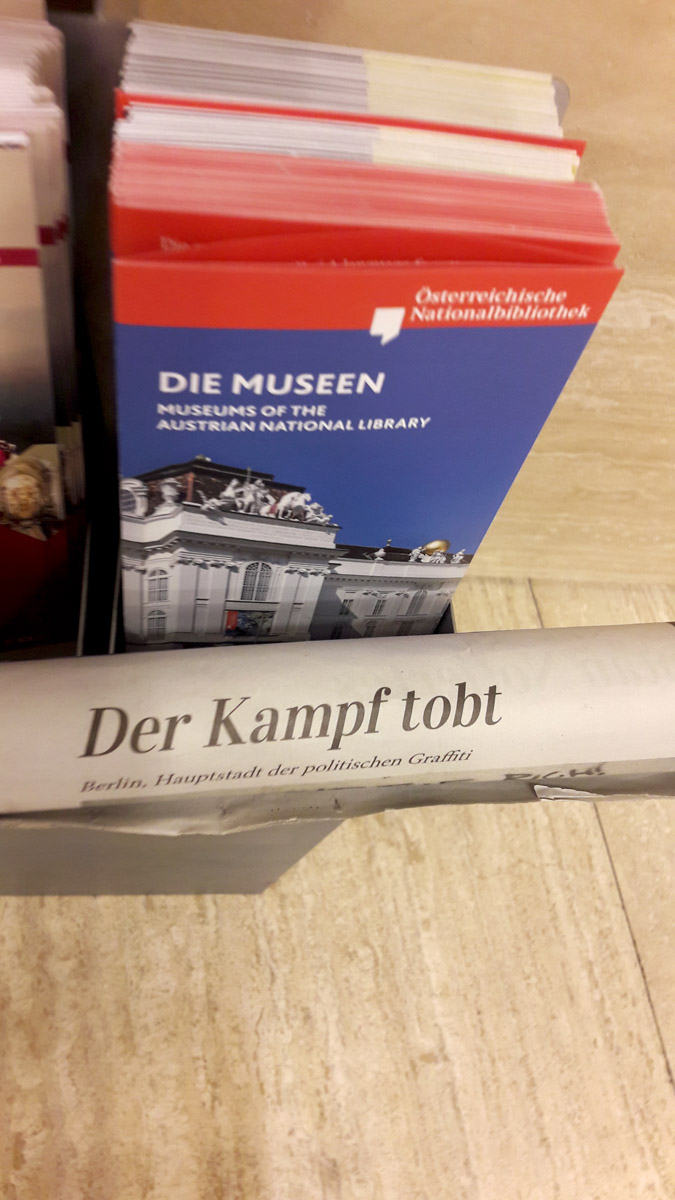 Österreichische
Nationalbibliothek
DIE MUSEEN
MUSEUMS OF THE
AUSTRIAN NATIONAL LIBRARY
Der Kampf tobt
Berlin, Hauptstadt der politischen Graffiti